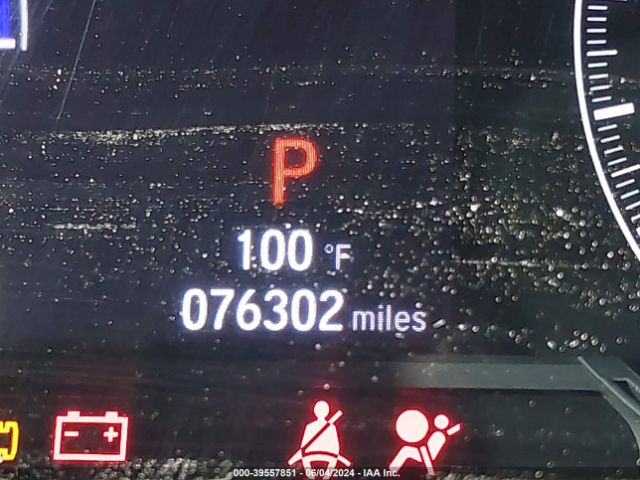 P
100 °F
076302 miles
000-39557851 - 06/04/2024 - IAA Inc.